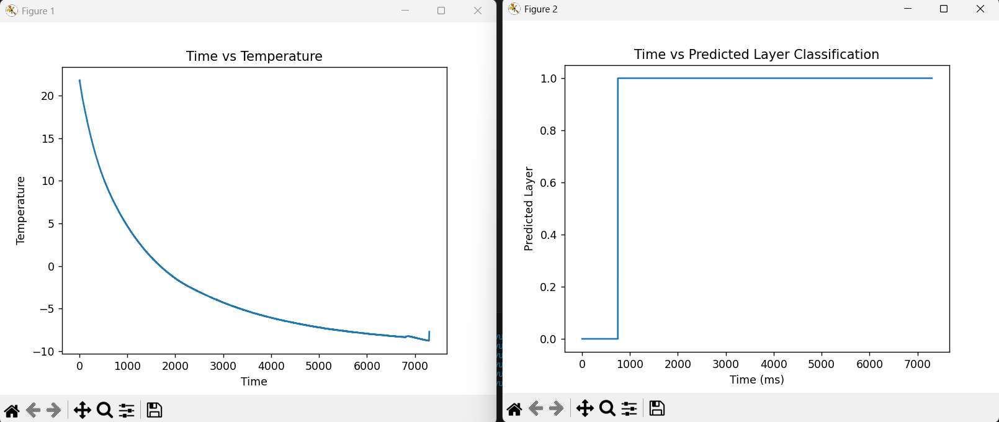 Figure 1
Time vs Temperature
Temperature
20
15
10
5
0
−5
−10
0 1000 2000 3000 4000 5000 6000 7000
Time
Figure 2
Time vs Predicted Layer Classification
Predicted Layer
1.0
0.8
0.6
0.4
0.2
0.0
0 1000 2000 3000 4000 5000 6000 7000
Time (ms)